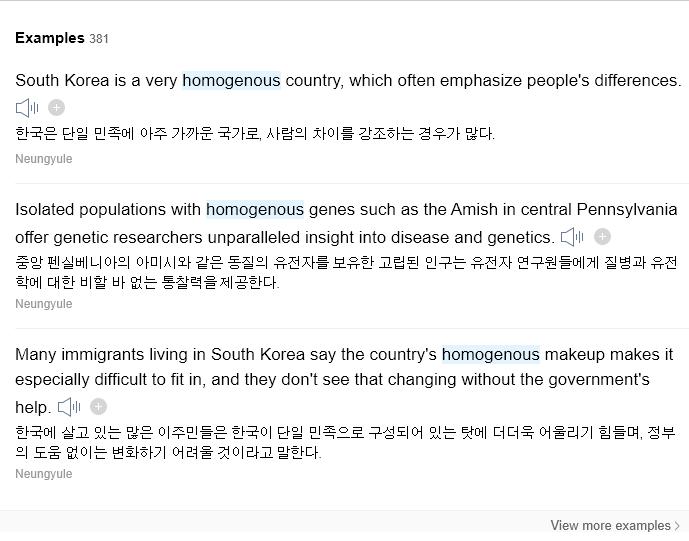 Examples 381
South Korea is a very homogenous country, which often emphasize people's differences.
한국은 단일 민족에 아주 가까운 국가로, 사람의 차이를 강조하는 경우가 많다.
Neungyule
Isolated populations with homogenous genes such as the Amish in central Pennsylvania
offer genetic researchers unparalleled insight into disease and genetics.
중앙 펜실베니아의 아미시와 같은 동질의 유전자를 보유한 고립된 인구는 유전자 연구원들에게 질병과 유전
학에 대한 비할 바 없는 통찰력을 제공한다.
Neungyule
Many immigrants living in South Korea say the country's homogenous makeup makes it
especially difficult to fit in, and they don't see that changing without the government's
help.
한국에 살고 있는 많은 이주민들은 한국이 단일 민족으로 구성되어 있는 탓에 더더욱 어울리기 힘들며, 정부
의 도움 없이는 변화하기 어려울 것이라고 말한다.
Neungyule
View more examples >